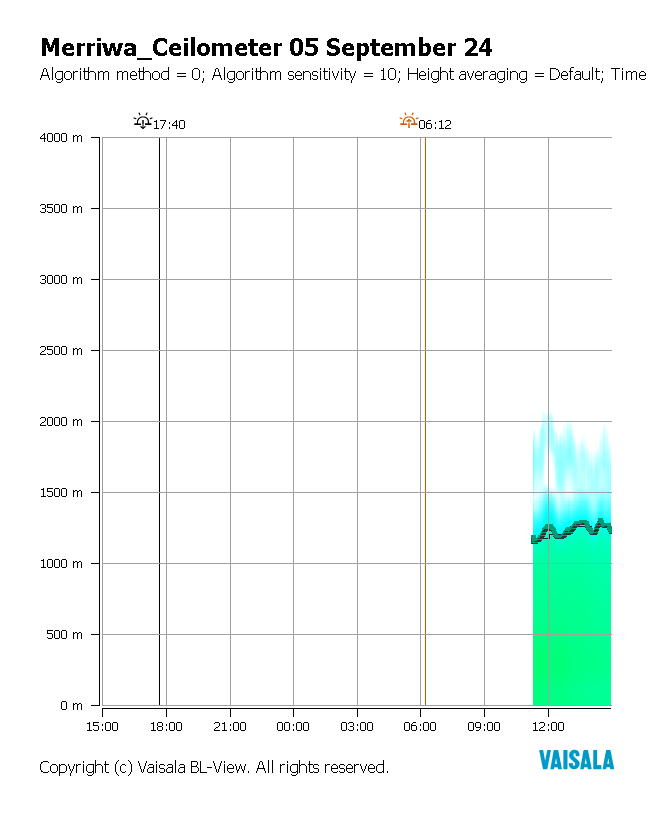 Merriwa_Ceilometer 05 September 24
Algorithm method = 0; Algorithm sensitivity = 10; Height averaging = Default; Time
17:40 06:12
4000 m
3500 m
3000 m
2500 m
2000 m
1500 m
1000 m
500 m
0 m
15:00 18:00 21:00 00:00 03:00 06:00 09:00 12:00
Copyright (c) Vaisala BL-View. All rights reserved.
VAISALA